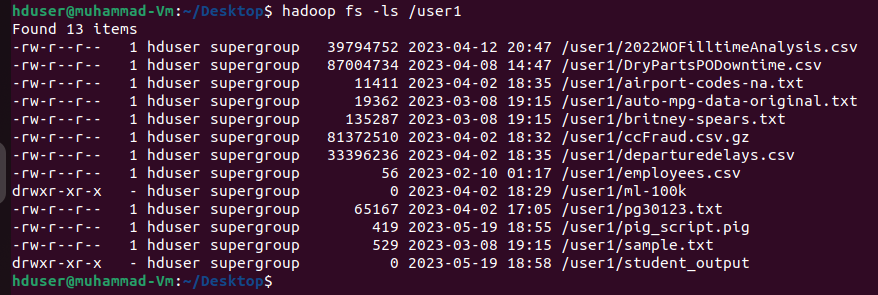 hduser@muhammad-Vm:~/Desktop$ hadoop fs -ls /user1
Found 13 items
-rw-r--r--   1 hduser supergroup   39794752 2023-04-12 20:47 /user1/2022WOFilltimeAnalysis.csv
-rw-r--r--   1 hduser supergroup   87004734 2023-04-08 14:47 /user1/DryPartsPODowntime.csv
-rw-r--r--   1 hduser supergroup      11411 2023-04-02 18:35 /user1/airport-codes-na.txt
-rw-r--r--   1 hduser supergroup      19362 2023-03-08 19:15 /user1/auto-mpg-data-original.txt
-rw-r--r--   1 hduser supergroup     135287 2023-03-08 19:15 /user1/britney-spears.txt
-rw-r--r--   1 hduser supergroup   81372510 2023-04-02 18:32 /user1/ccFraud.csv.gz
-rw-r--r--   1 hduser supergroup   33396236 2023-04-02 18:35 /user1/departuredelays.csv
-rw-r--r--   1 hduser supergroup         56 2023-02-10 01:17 /user1/employees.csv
drwxr-xr-x   - hduser supergroup          0 2023-04-02 18:29 /user1/ml-100k
-rw-r--r--   1 hduser supergroup      65167 2023-04-02 17:05 /user1/pg30123.txt
-rw-r--r--   1 hduser supergroup        419 2023-05-19 18:55 /user1/pig_script.pig
-rw-r--r--   1 hduser supergroup        529 2023-03-08 19:15 /user1/sample.txt
drwxr-xr-x   - hduser supergroup          0 2023-05-19 18:58 /user1/student_output
hduser@muhammad-Vm:~/Desktop$